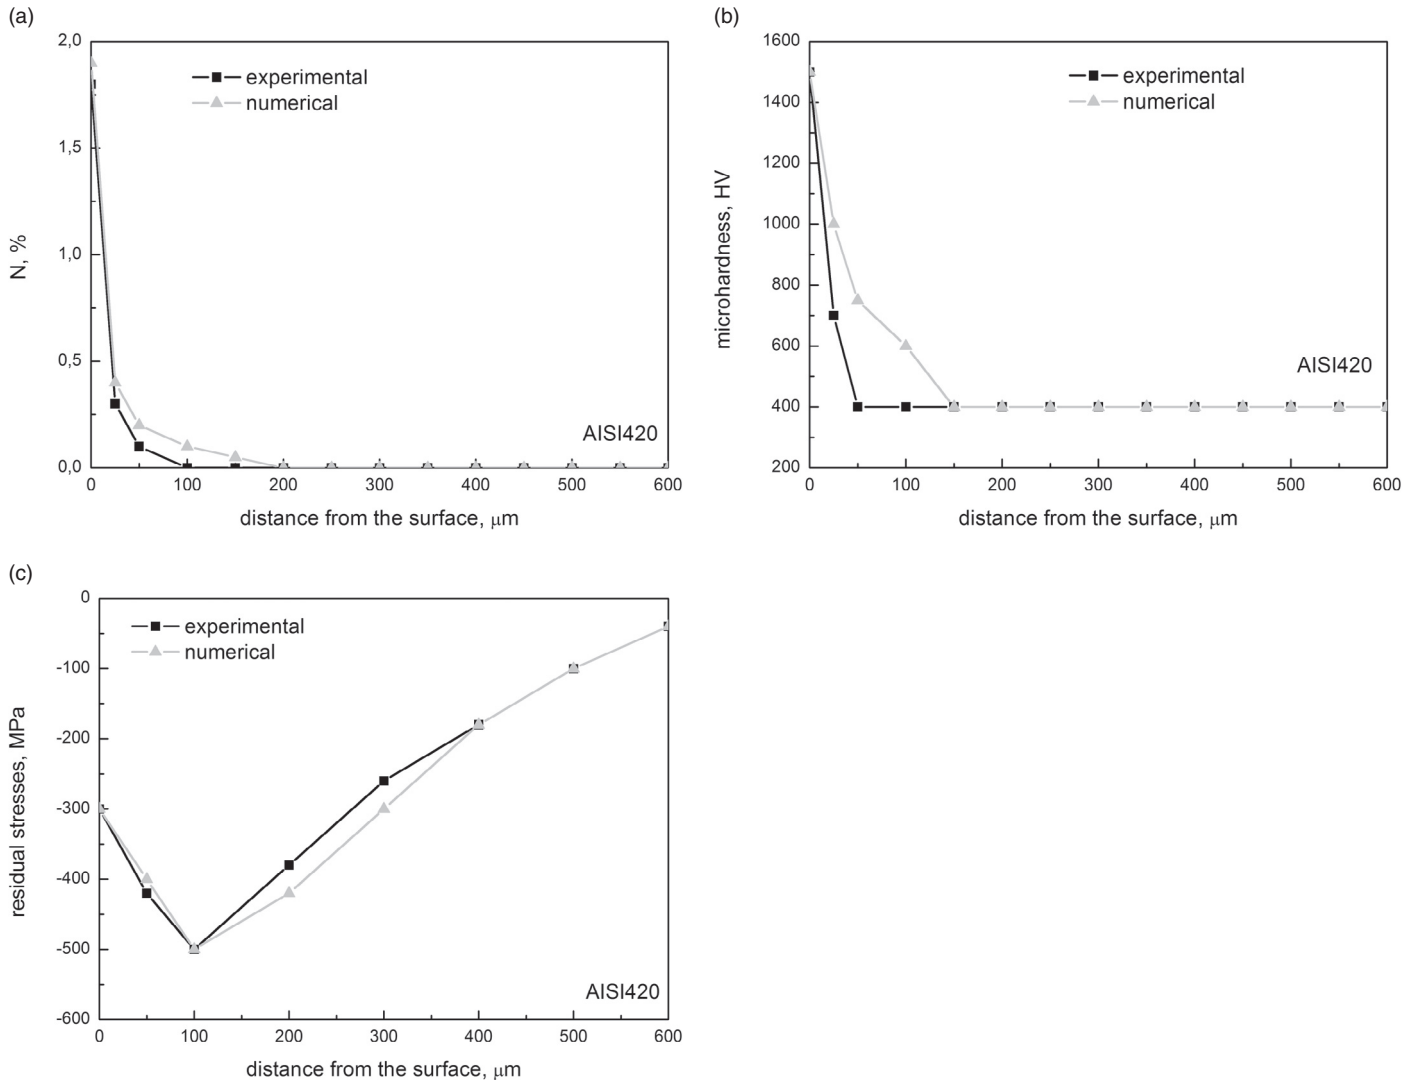 (a)
2,0
1,5
1,0
0,5
0,0
N, %
experimental
numerical
AISI420
0 100 200 300 400 500 600
distance from the surface, μm
(b)
1600
1400
1200
1000
800
600
400
200
microhardness, HV
experimental
numerical
AISI420
0 100 200 300 400 500 600
distance from the surface, μm
(c)
0
-100
-200
-300
-400
-500
-600
residual stresses, MPa
experimental
numerical
AISI420
0 100 200 300 400 500 600
distance from the surface, μm